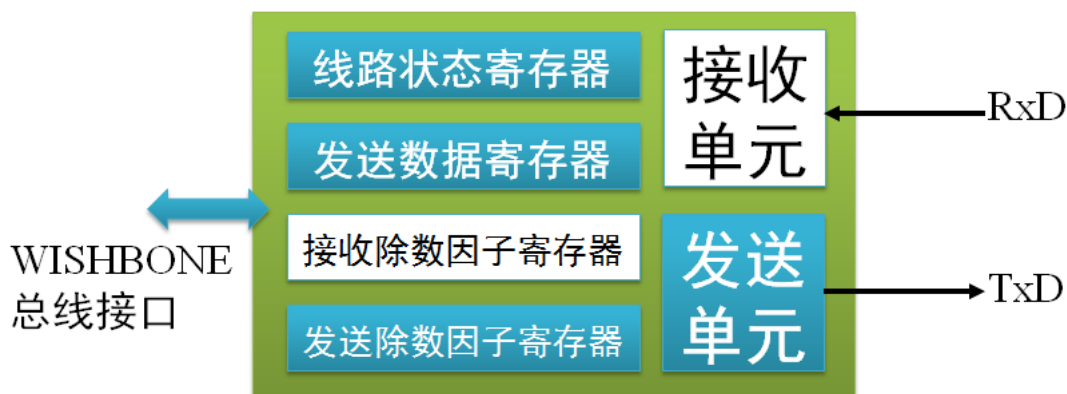 线路状态寄存器
发送数据寄存器
接收除数因子寄存器
发送除数因子寄存器
接收
单元
发送
单元
RxD
TxD
WISHBONE
总线接口